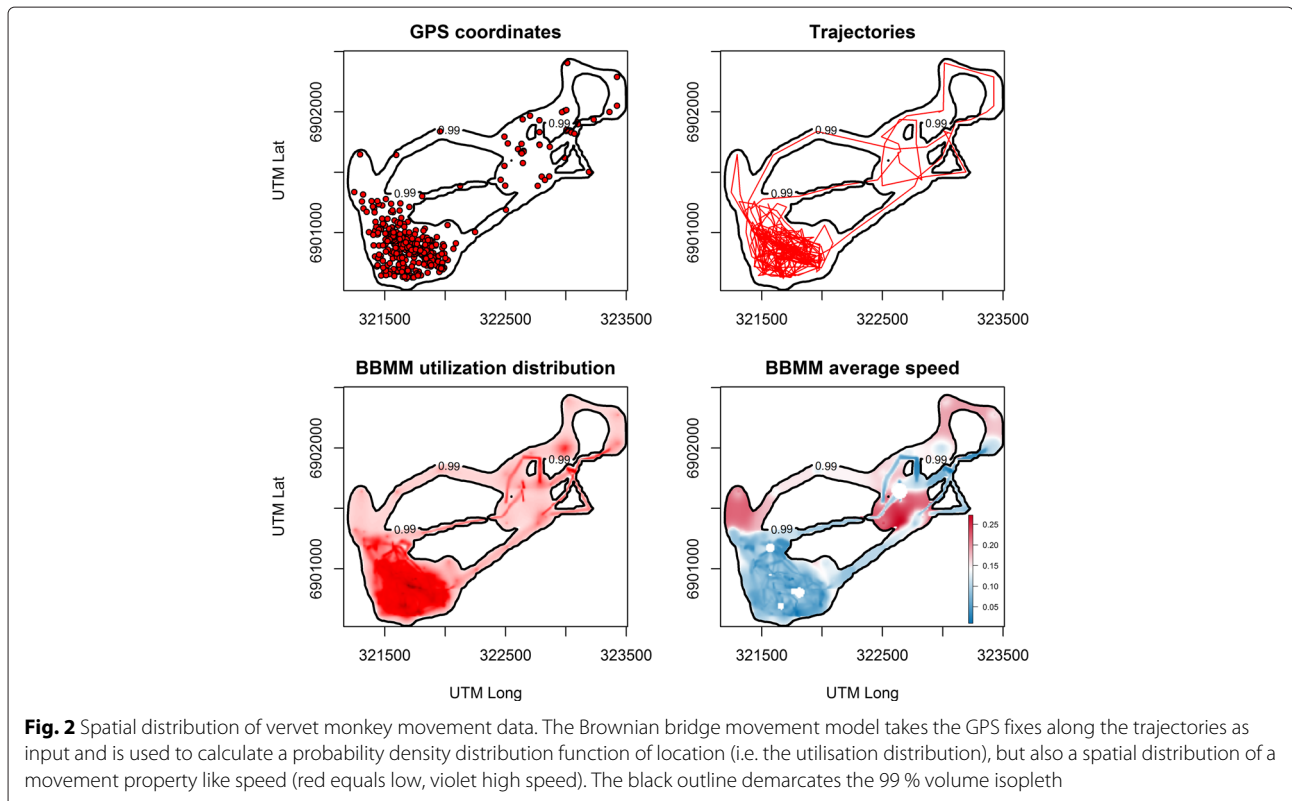 GPS coordinates
Trajectories
UTM Lat
6902000
6901000
0.99
0.99
0.99
321500 322500 323500
0.99
0.99
0.99
321500 322500 323500
BBMM utilization distribution
BBMM average speed
UTM Lat
6902000
6901000
0.99
0.99
0.99
321500 322500 323500
0.99
0.99
0.99
0.25
0.20
0.15
0.10
0.05
321500 322500 323500
UTM Long
UTM Long
Fig. 2 Spatial distribution of vervet monkey movement data. The Brownian bridge movement model takes the GPS fixes along the trajectories as
input and is used to calculate a probability density distribution function of location (i.e. the utilisation distribution), but also a spatial distribution of a
movement property like speed (red equals low, violet high speed). The black outline demarcates the 99 % volume isopleth